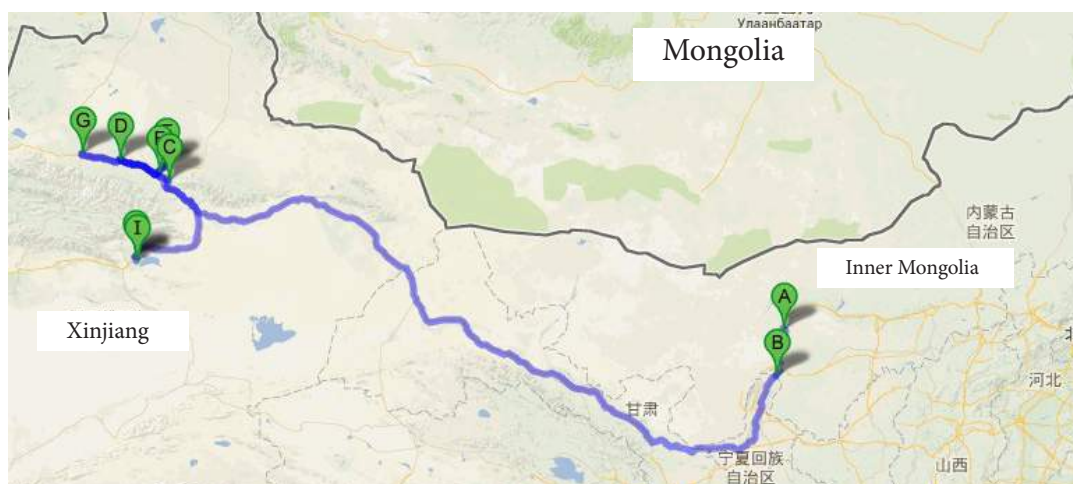 Улаанбаатар
Mongolia
G
D
C
I
内蒙古
自治区
Inner Mongolia
A
Xinjiang
B
北
河北
甘肃
宁夏回族
自治区
山西